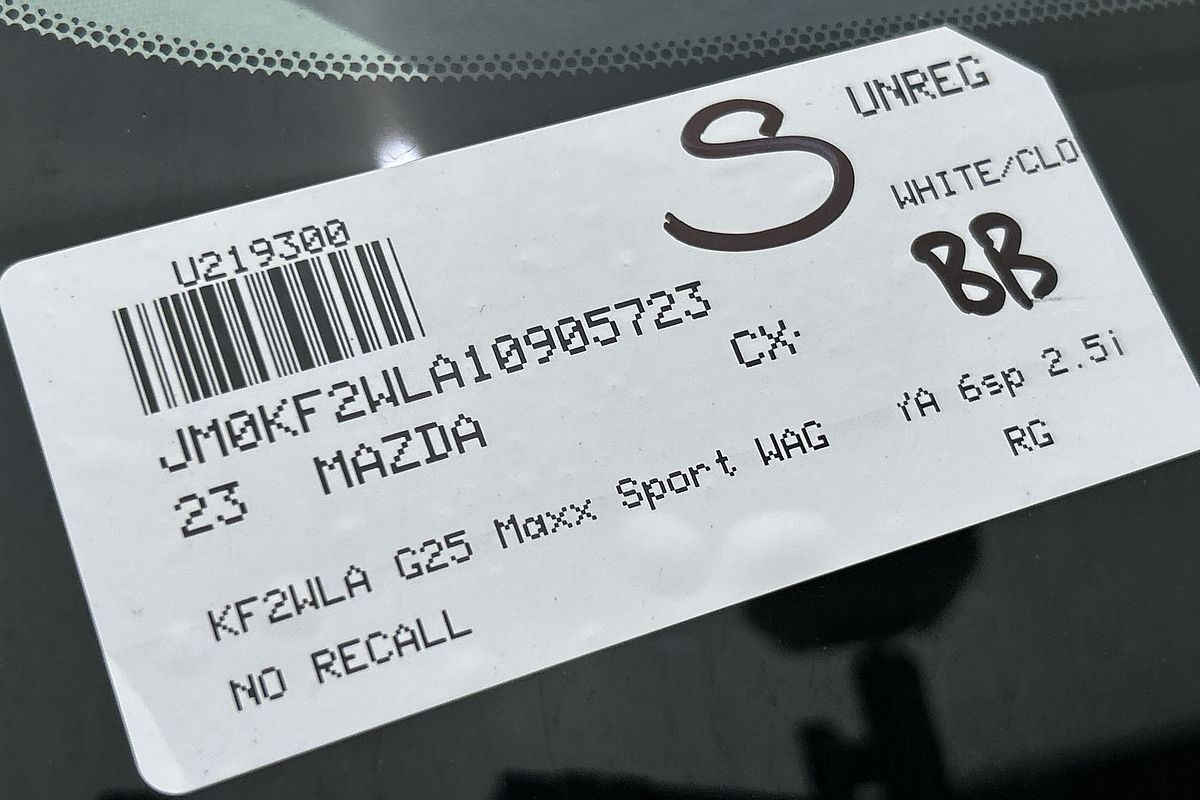 S UNREG
WHITE/CLO
BB
U219300
JM0KF2WLA10905723
23 MAZDA CX
KF2WLA G25 Maxx Sport WAG 6sp 2.5i
NO RECALL RG